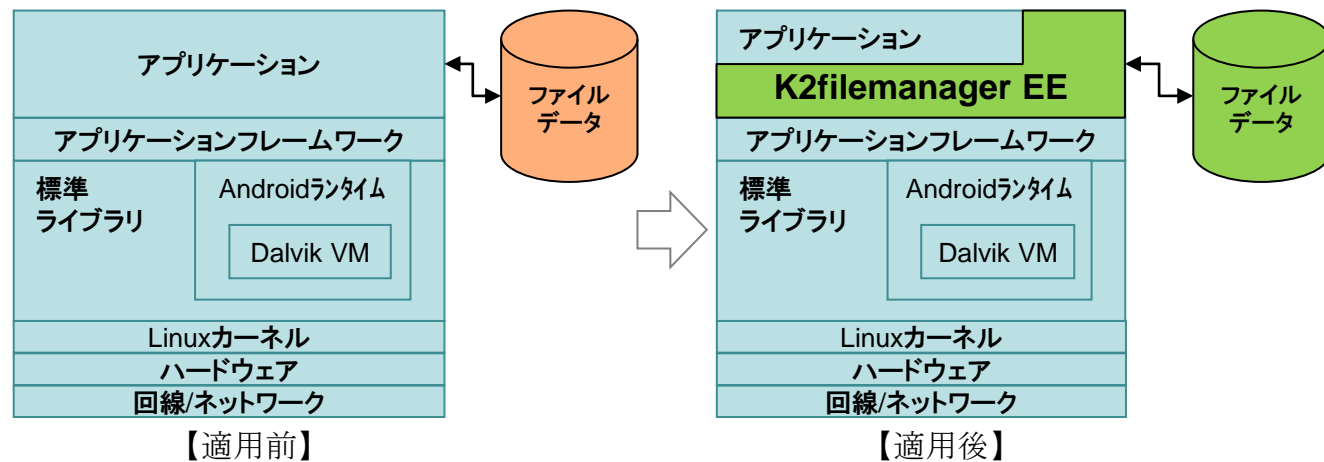 アプリケーション
ファイル
データ
アプリケーションフレームワーク
標準
ライブラリ
Androidﾗﾝﾀｲﾑ
Dalvik VM
Linuxカーネル
ハードウェア
回線/ネットワーク
【適用前】
アプリケーション
K2filemanager EE
ファイル
データ
アプリケーションフレームワーク
標準
ライブラリ
Androidﾗﾝﾀｲﾑ
Dalvik VM
Linuxカーネル
ハードウェア
回線/ネットワーク
【適用後】